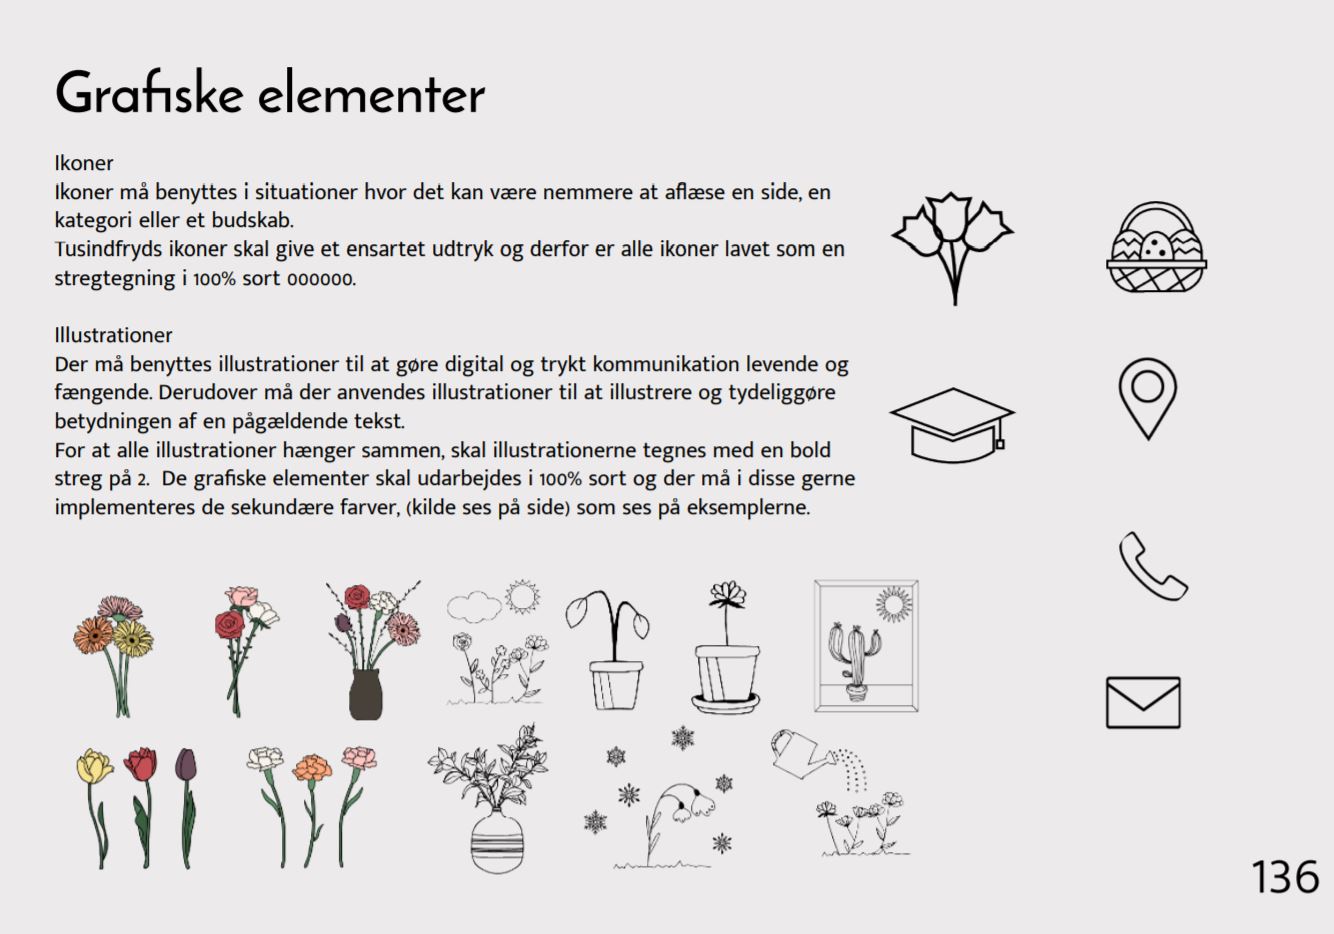 Grafiske elementer
Ikoner
Ikoner må benyttes i situationer hvor det kan være nemmere at aflæse en side, en
kategori eller et budskab.
Tusindfryds ikoner skal give et ensartet udtryk og derfor er alle ikoner lavet som en
stregtegning i 100% sort 000000.
Illustrationer
Der må benyttes illustrationer til at gøre digital og trykt kommunikation levende og
fængende. Derudover må der anvendes illustrationer til at illustrere og tydeliggøre
betydningen af en pågældende tekst.
For at alle illustrationer hænger sammen, skal illustrationerne tegnes med en bold
streg på 2.  De grafiske elementer skal udarbejdes i 100% sort og der må i disse gerne
implementeres de sekundære farver, (kilde ses på side) som ses på eksemplerne.
136